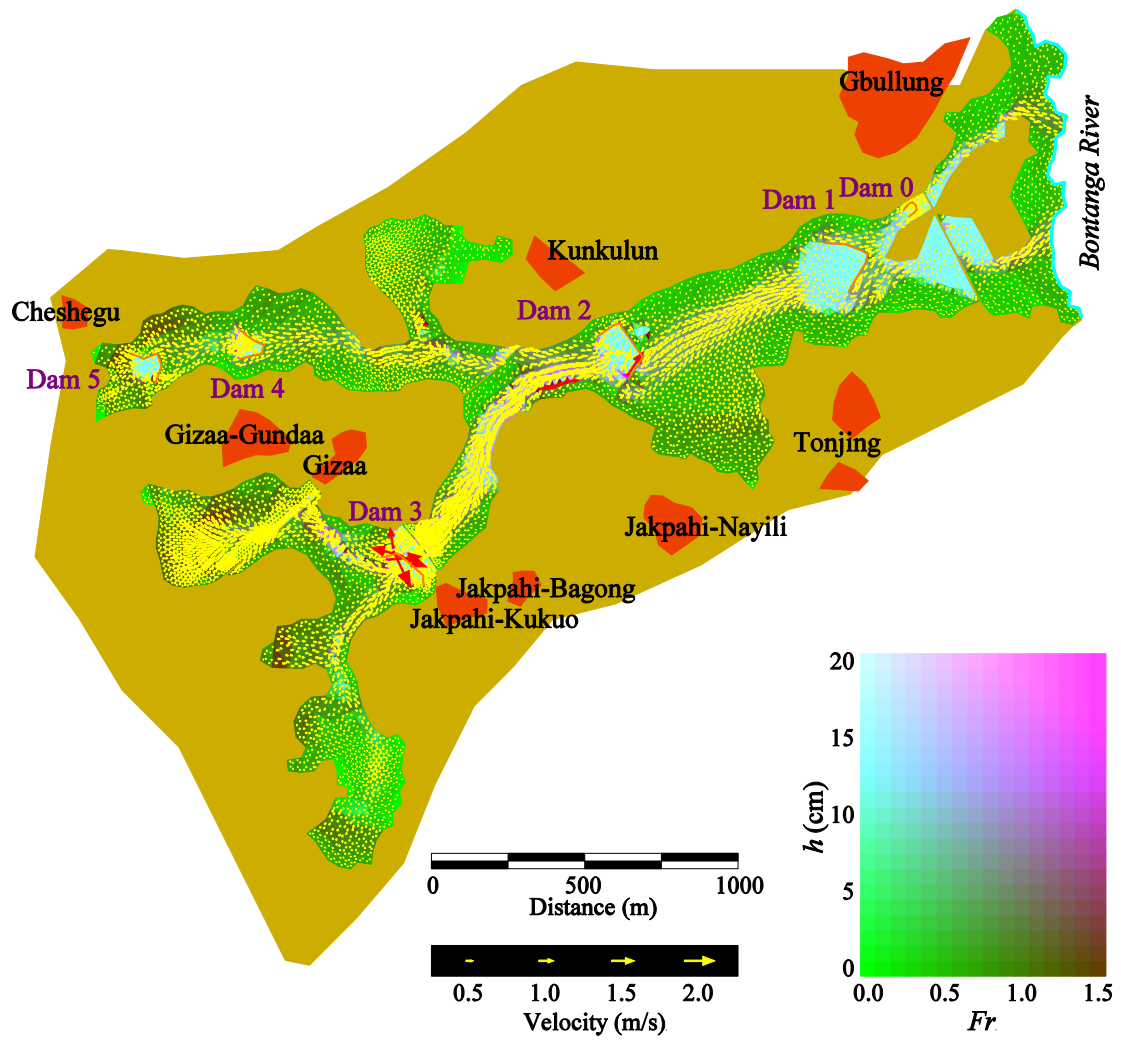 Gbullung
Bontanga River
Dam 1
Dam 0
Kunkulun
Cheshegu
Dam 2
Dam 5
Dam 4
Gizaa-Gundaa
Gizaa
Tonjing
Dam 3
Jakpahi-Nayili
Jakpahi-Bagong
Jakpahi-Kukuo
20
15
10
5
0
h (cm)
0.0 0.5 1.0 1.5
Fr
0 500 1000
Distance (m)
0.5 1.0 1.5 2.0
Velocity (m/s)